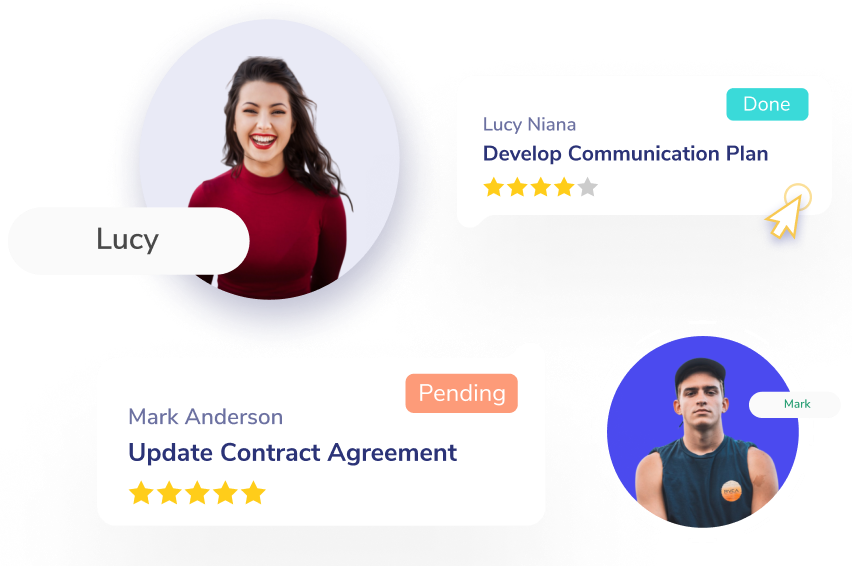 Done
Lucy Niana
Develop Communication Plan
Lucy
Pending
Mark Anderson
Update Contract Agreement
Mark